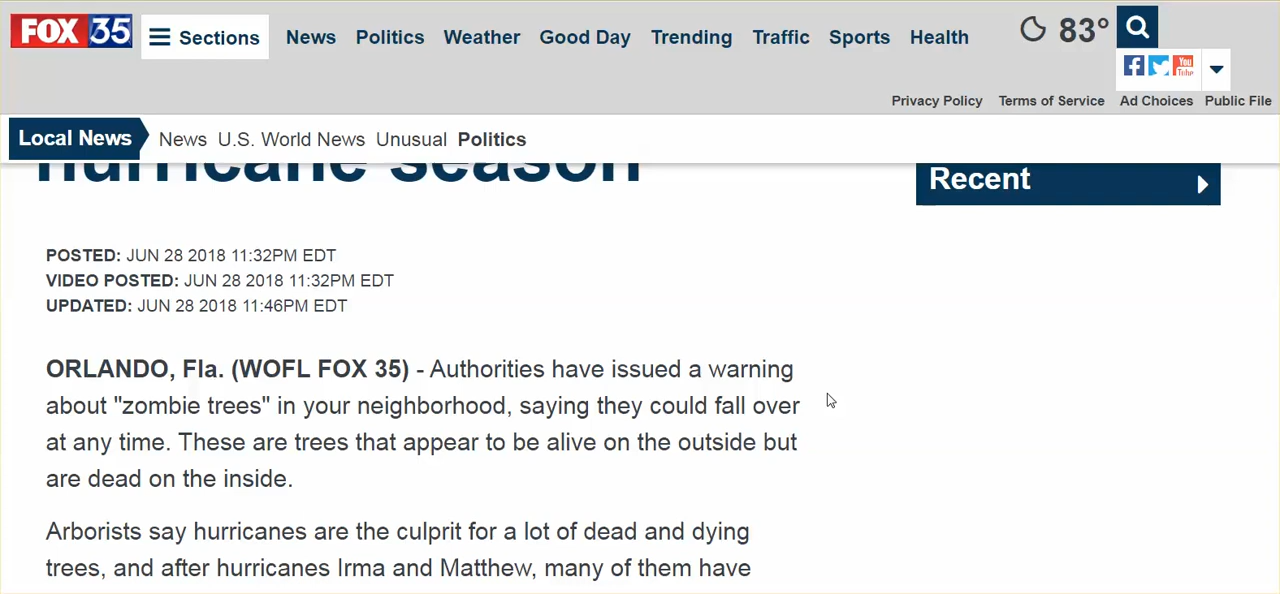 FOX 35
Sections
News Politics Weather Good Day Trending Traffic Sports Health
83°
You Tube
Privacy Policy Terms of Service Ad Choices Public File
Local News
News U.S. World News Unusual Politics
hurricane season
Recent
POSTED: JUN 28 2018 11:32PM EDT
VIDEO POSTED: JUN 28 2018 11:32PM EDT
UPDATED: JUN 28 2018 11:46PM EDT
ORLANDO, Fla. (WOFL FOX 35) - Authorities have issued a warning
about "zombie trees" in your neighborhood, saying they could fall over
at any time. These are trees that appear to be alive on the outside but
are dead on the inside.
Arborists say hurricanes are the culprit for a lot of dead and dying
trees, and after hurricanes Irma and Matthew, many of them have